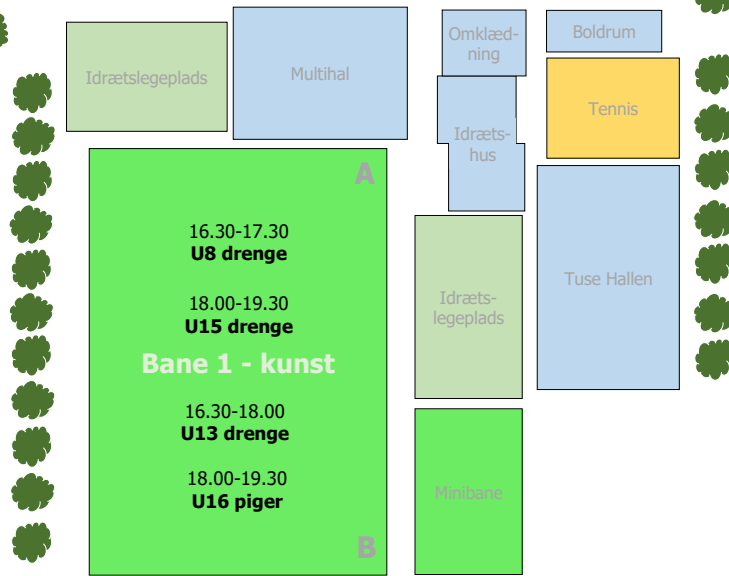 Idrætslegeplads
Multihal
Omklæd-
ning
Boldrum
Tennis
Idræts-
hus
A
16.30-17.30
U8 drenge
18.00-19.30
U15 drenge
Bane 1 - kunst
16.30-18.00
U13 drenge
18.00-19.30
U16 piger
B
Idræts-
legeplads
Tuse Hallen
Minibane